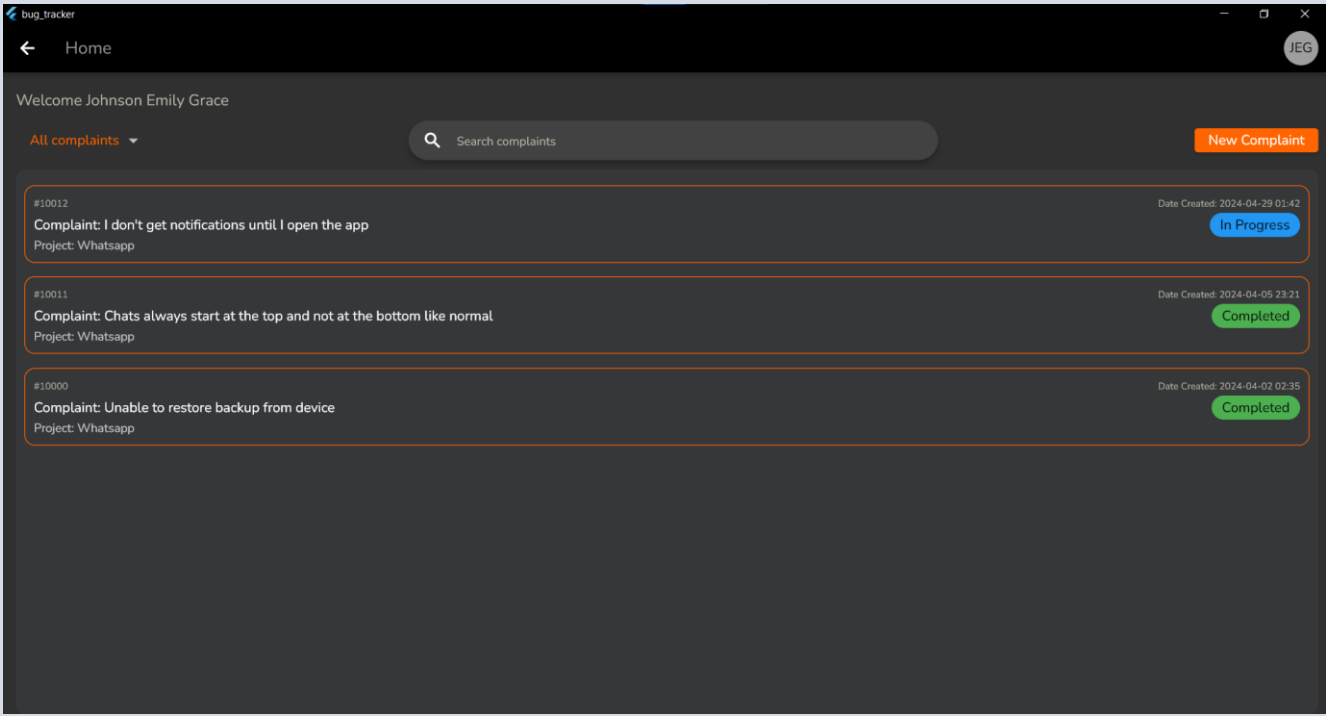 bug_tracker
Home
JEG
Welcome Johnson Emily Grace
All complaints
Search complaints
New Complaint
#10012
Date Created: 2024-04-29 01:42
Complaint: I don't get notifications until I open the app
In Progress
Project: Whatsapp
#10011
Date Created: 2024-04-05 23:21
Complaint: Chats always start at the top and not at the bottom like normal
Completed
Project: Whatsapp
#10000
Date Created: 2024-04-02 02:35
Complaint: Unable to restore backup from device
Completed
Project: Whatsapp